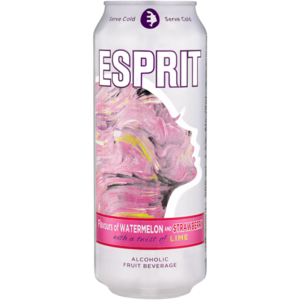 Serve Cold Serve Cold
ESPRIT
Flavours of WATERMELON AND STRAWBERRY
with a twist of LIME
ALCOHOLIC
FRUIT BEVERAGE